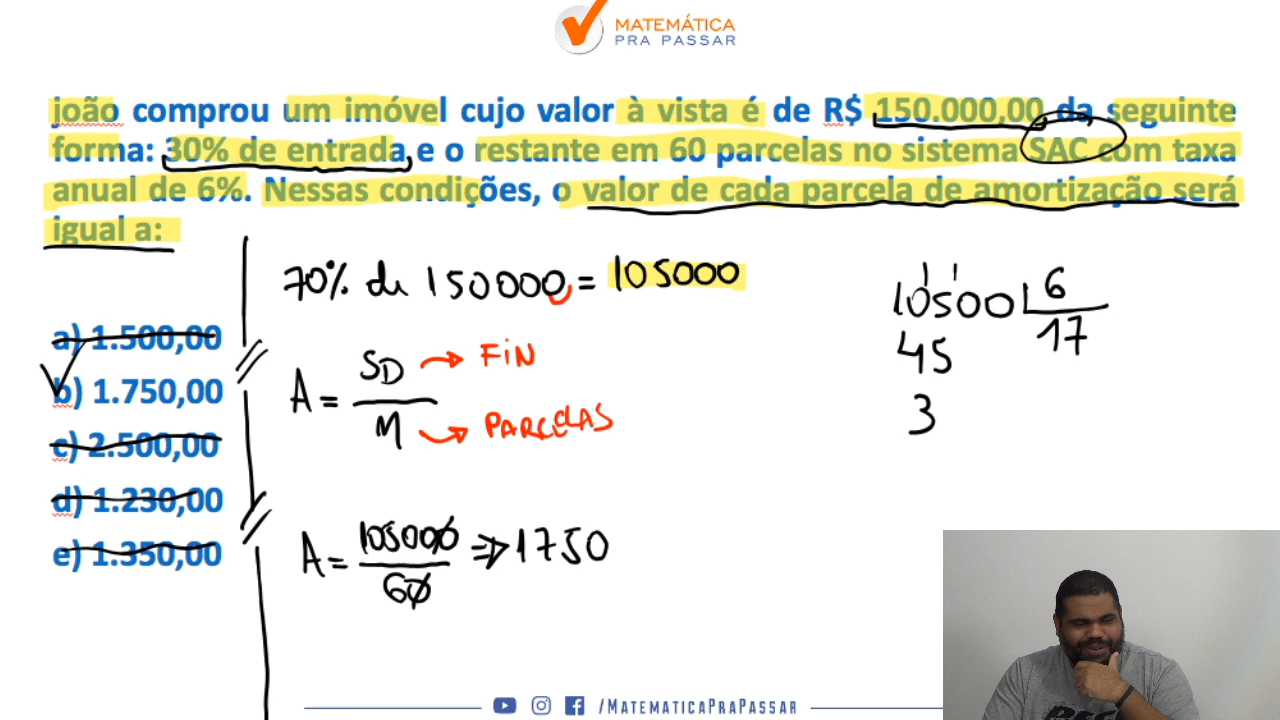 MATEMÁTICA
PRA PASSAR
joão comprou um imóvel cujo valor à vista é de R$ 150.000,00 da seguinte
forma: 30% de entrada, e o restante em 60 parcelas no sistema SAC com taxa
anual de 6%. Nessas condições, o valor de cada parcela de amortização será
igual a:
a) 1.500,00
b) 1.750,00
c) 2.500,00
d) 1.230,00
e) 1.350,00
70% de 150000 = 105000
A = SD → FIN
M → PARCELAS
A = 105000 ⇒ 1750
60
10500 6
45 17
3
/MatematicaPraPassar